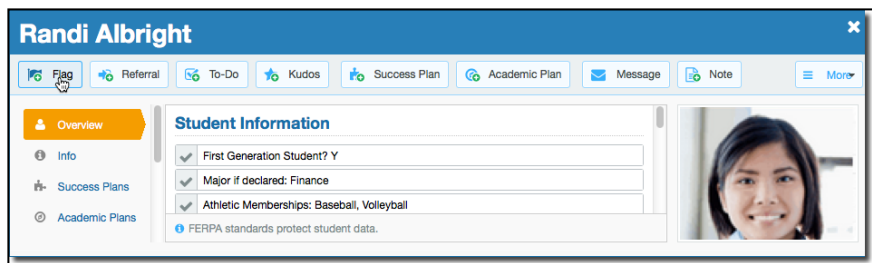 Randi Albright
Flag Referral To-Do Kudos Success Plan Academic Plan Message Note More
Overview
Info
Success Plans
Academic Plans
Student Information
First Generation Student? Y
Major if declared: Finance
Athletic Memberships: Baseball, Volleyball
FERPA standards protect student data.